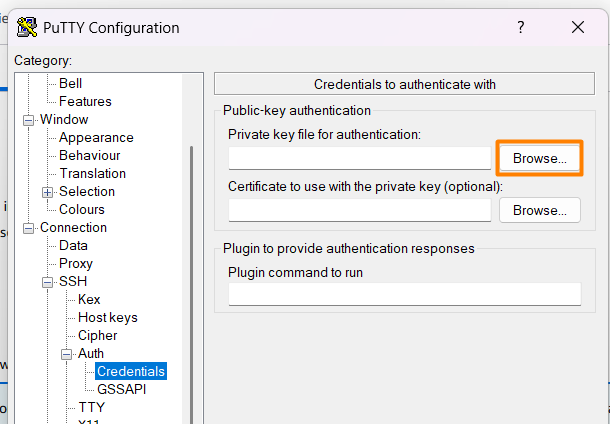 PuTTY Configuration
?
Category:
Bell
Features
Window
Appearance
Behaviour
Translation
Selection
Colours
Connection
Data
Proxy
SSH
Kex
Host keys
Cipher
Auth
Credentials
GSSAPI
TTY
Credentials to authenticate with
Public-key authentication
Private key file for authentication:
Browse...
Certificate to use with the private key (optional):
Browse...
Plugin to provide authentication responses
Plugin command to run